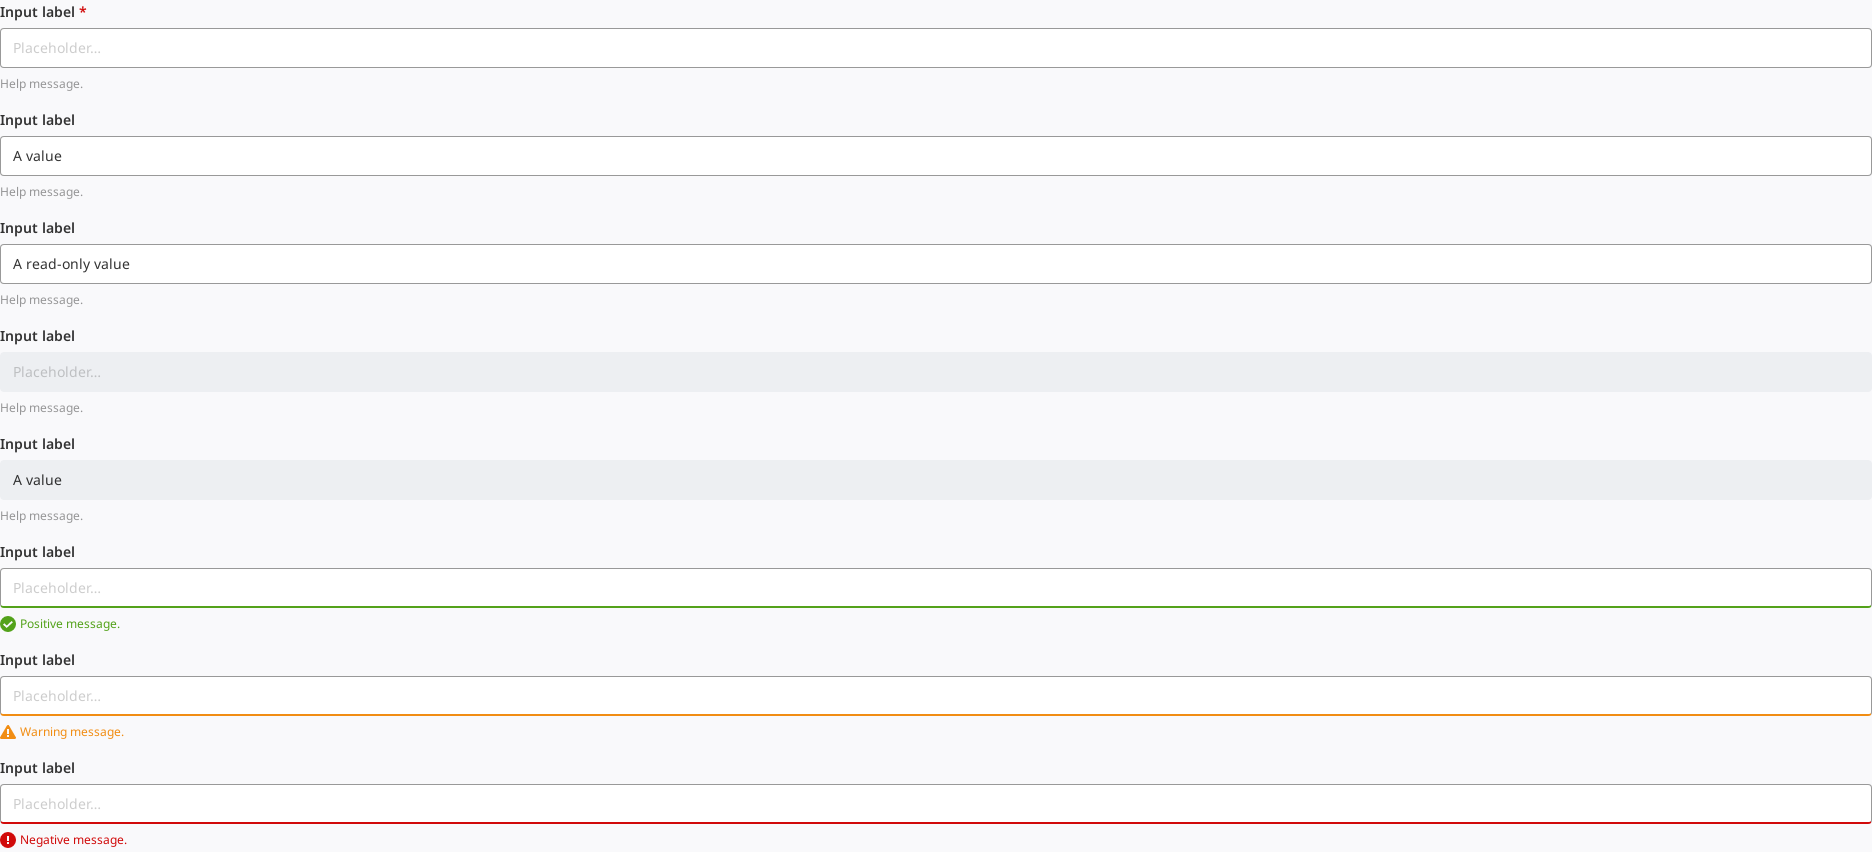 Input label *
Placeholder...
Help message.
Input label
A value
Help message.
Input label
A read-only value
Help message.
Input label
Placeholder...
Help message.
Input label
A value
Help message.
Input label
Placeholder...
Positive message.
Input label
Placeholder...
Warning message.
Input label
Placeholder...
Negative message.